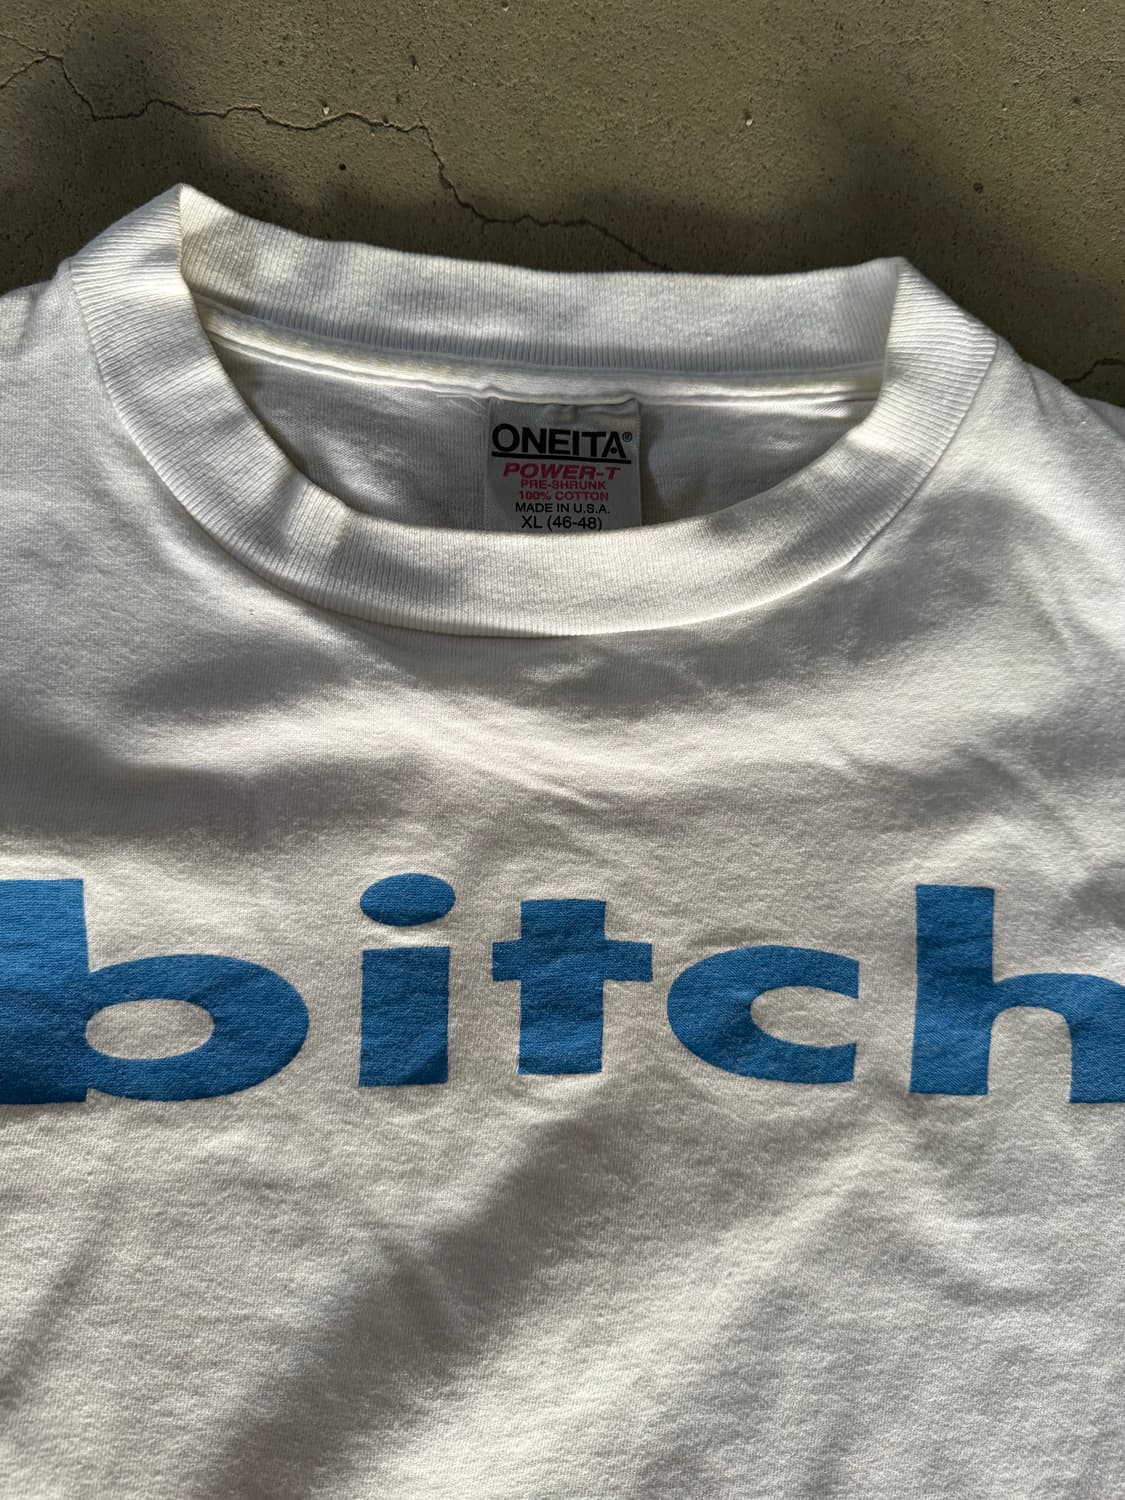 ONEITA®
POWER-T
PRE-SHRUNK
100% COTTON
MADE IN U.S.A.
XL (46-48)
bitch